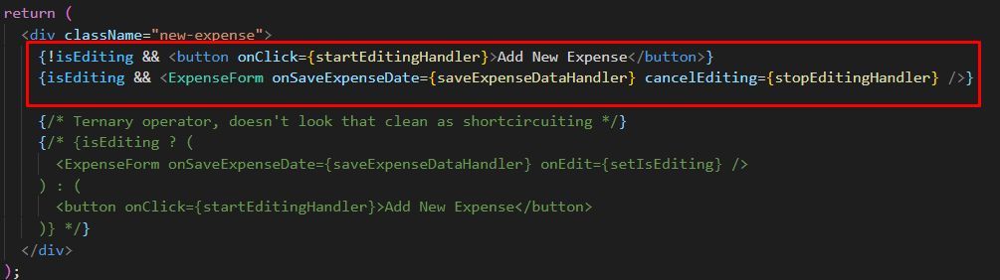 return (
<div className="new-expense">
{!isEditing && <button onClick={startEditingHandler}>Add New Expense</button>}
{isEditing && <ExpenseForm onSaveExpenseDate={saveExpenseDataHandler} cancelEditing={stopEditingHandler} />}
{/* Ternary operator, doesn't look that clean as shortcircuiting */}
{/* {isEditing ? (
<ExpenseForm onSaveExpenseDate={saveExpenseDataHandler} onEdit={setIsEditing} />
) : (
<button onClick={startEditingHandler}>Add New Expense</button>
)} */}
</div>
);